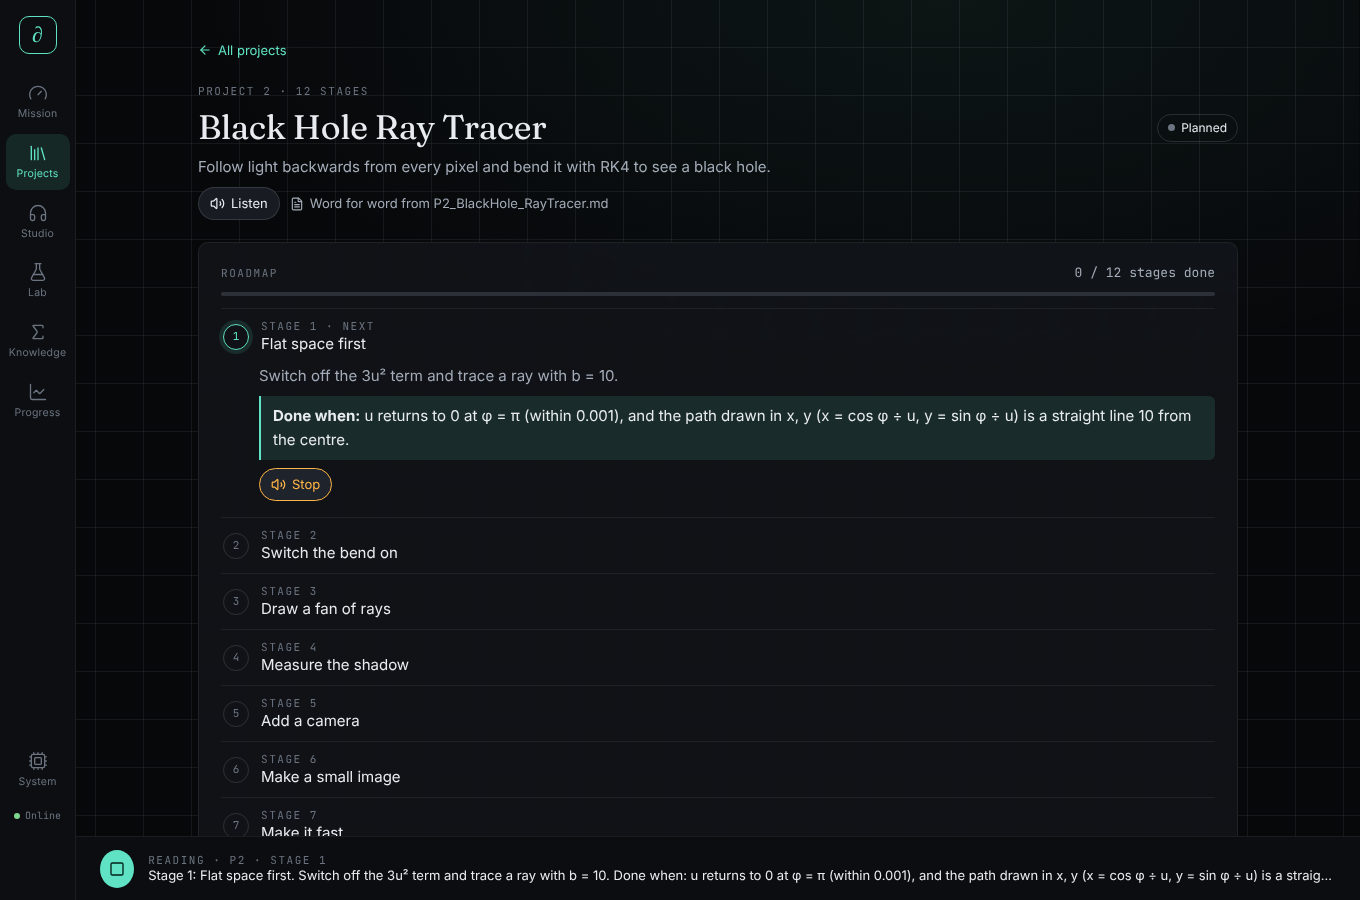 ∂
Mission
Projects
Studio
Lab
Knowledge
Progress
System
Online
← All projects
PROJECT 2 · 12 STAGES
Black Hole Ray Tracer
Planned
Follow light backwards from every pixel and bend it with RK4 to see a black hole.
Listen
Word for word from P2_BlackHole_RayTracer.md
ROADMAP
0 / 12 stages done
1
STAGE 1 · NEXT
Flat space first
Switch off the 3u² term and trace a ray with b = 10.
Done when: u returns to 0 at φ = π (within 0.001), and the path drawn in x, y (x = cos φ ÷ u, y = sin φ ÷ u) is a straight line 10 from
the centre.
Stop
2
STAGE 2
Switch the bend on
3
STAGE 3
Draw a fan of rays
4
STAGE 4
Measure the shadow
5
STAGE 5
Add a camera
6
STAGE 6
Make a small image
7
STAGE 7
Make it fast
READING · P2 · STAGE 1
Stage 1: Flat space first. Switch off the 3u² term and trace a ray with b = 10. Done when: u returns to 0 at φ = π (within 0.001), and the path drawn in x, y (x = cos φ ÷ u, y = sin φ ÷ u) is a straig...